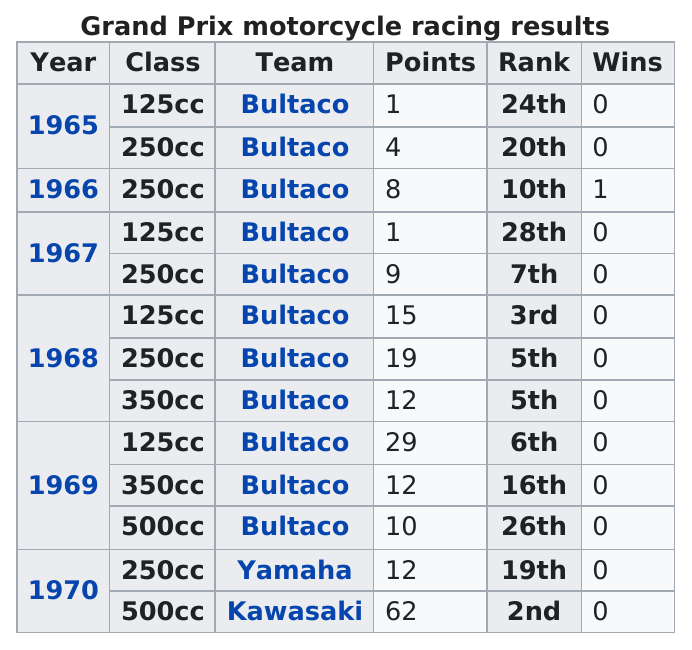 Grand Prix motorcycle racing results
Year Class Team Points Rank Wins
1965 125cc Bultaco 1 24th 0
250cc Bultaco 4 20th 0
1966 250cc Bultaco 8 10th 1
1967 125cc Bultaco 1 28th 0
250cc Bultaco 9 7th 0
1968 125cc Bultaco 15 3rd 0
250cc Bultaco 19 5th 0
350cc Bultaco 12 5th 0
1969 125cc Bultaco 29 6th 0
350cc Bultaco 12 16th 0
500cc Bultaco 10 26th 0
1970 250cc Yamaha 12 19th 0
500cc Kawasaki 62 2nd 0